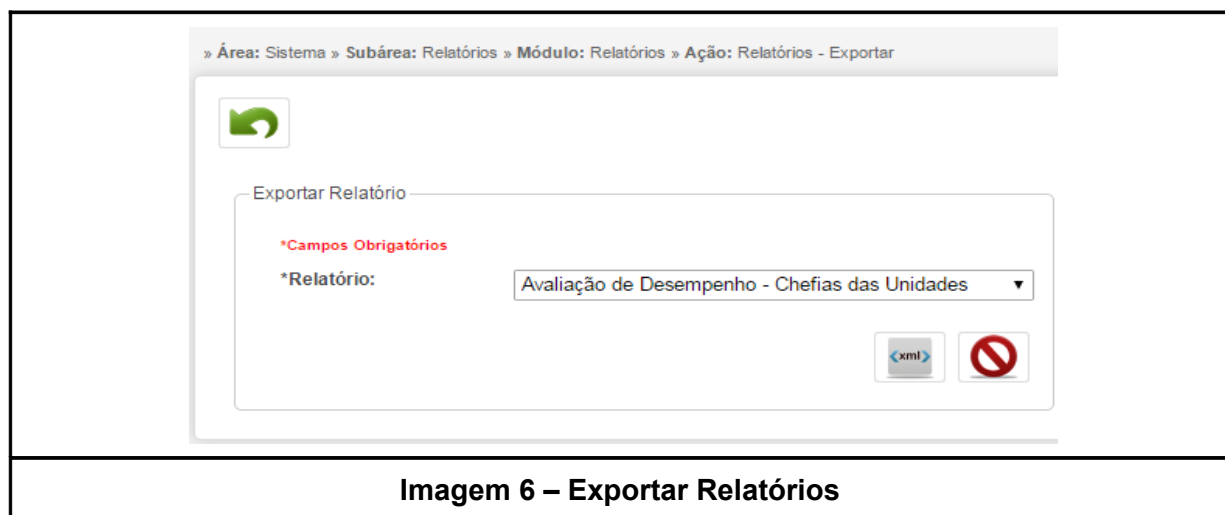 » Área: Sistema » Subárea: Relatórios » Módulo: Relatórios » Ação: Relatórios - Exportar
Exportar Relatório
*Campos Obrigatórios
*Relatório: Avaliação de Desempenho - Chefias das Unidades
<xml>
Imagem 6 – Exportar Relatórios